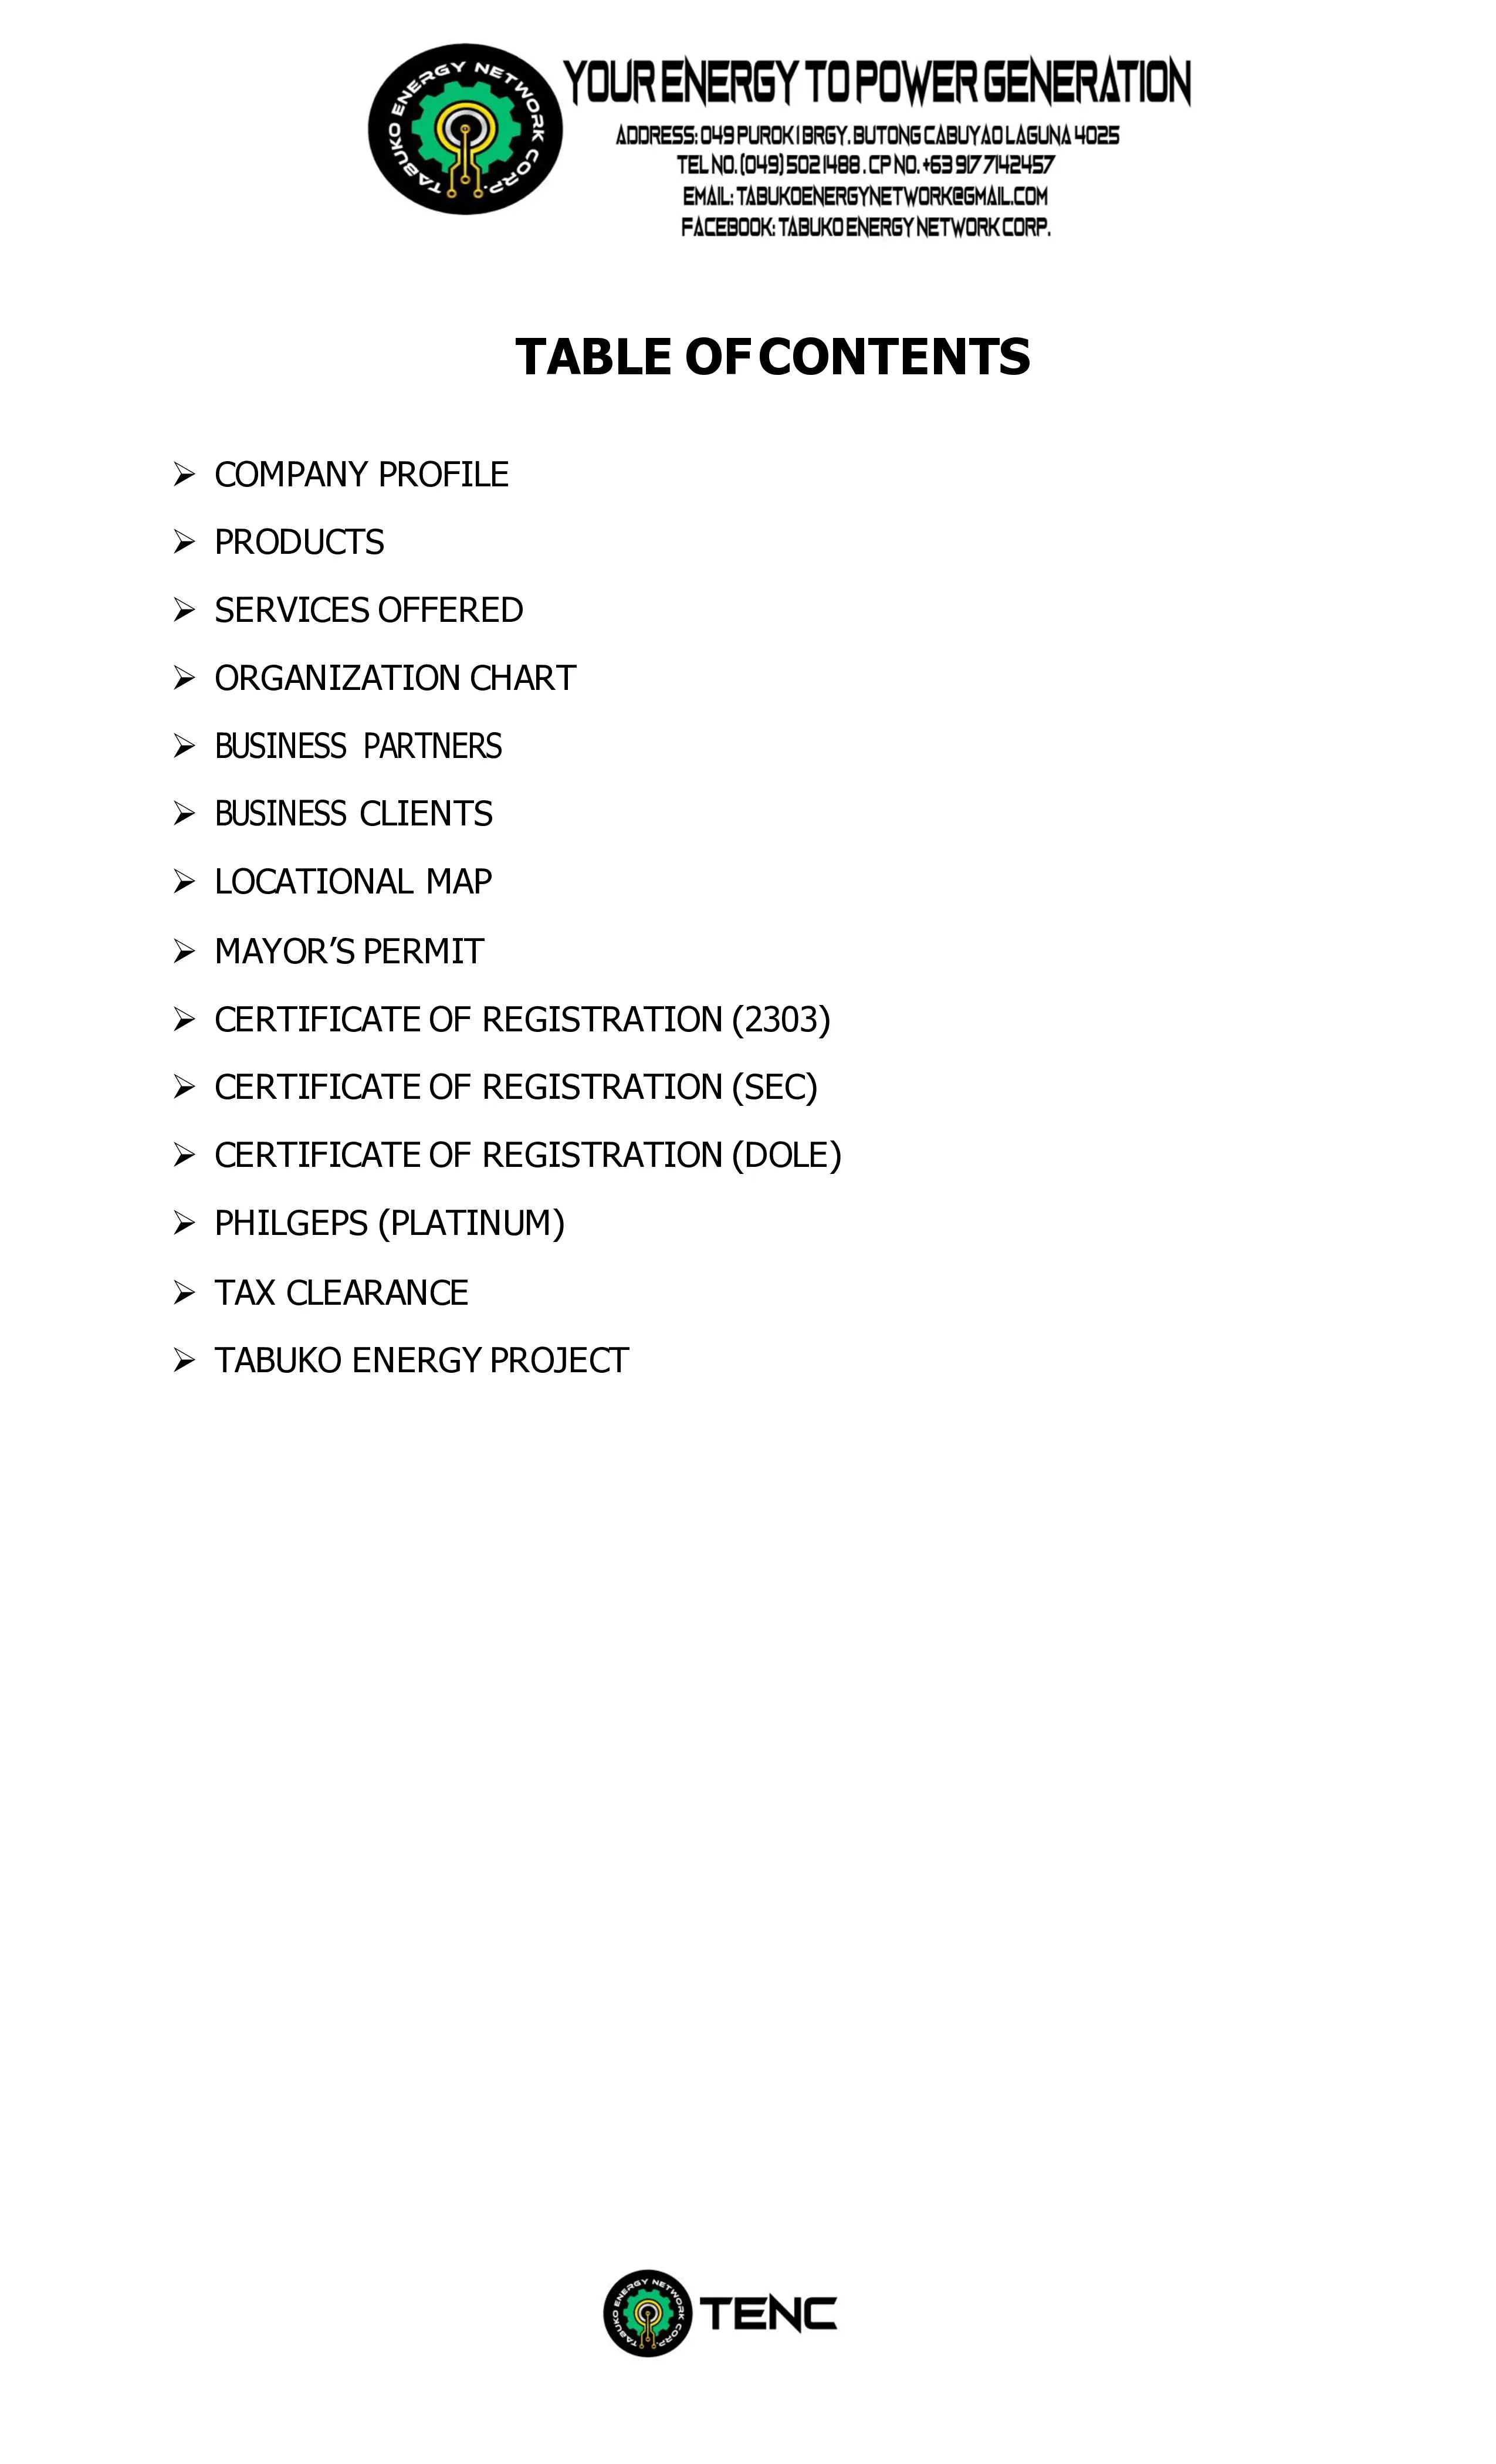 TABUKO ENERGY NETWORK CORP.
YOUR ENERGY TO POWER GENERATION
ADDRESS: 049 PUROK 1 BRGY. BUTONG CABUYAO LAGUNA 4025
TEL NO. (049) 502 1488 . CP NO. +63 917 7142457
EMAIL: TABUKOENERGYNETWORK@GMAIL.COM
FACEBOOK: TABUKO ENERGY NETWORK CORP.
TABLE OF CONTENTS
➢ COMPANY PROFILE
➢ PRODUCTS
➢ SERVICES OFFERED
➢ ORGANIZATION CHART
➢ BUSINESS PARTNERS
➢ BUSINESS CLIENTS
➢ LOCATIONAL MAP
➢ MAYOR’S PERMIT
➢ CERTIFICATE OF REGISTRATION (2303)
➢ CERTIFICATE OF REGISTRATION (SEC)
➢ CERTIFICATE OF REGISTRATION (DOLE)
➢ PHILGEPS (PLATINUM)
➢ TAX CLEARANCE
➢ TABUKO ENERGY PROJECT
TABUKO ENERGY NETWORK CORP.
TENC